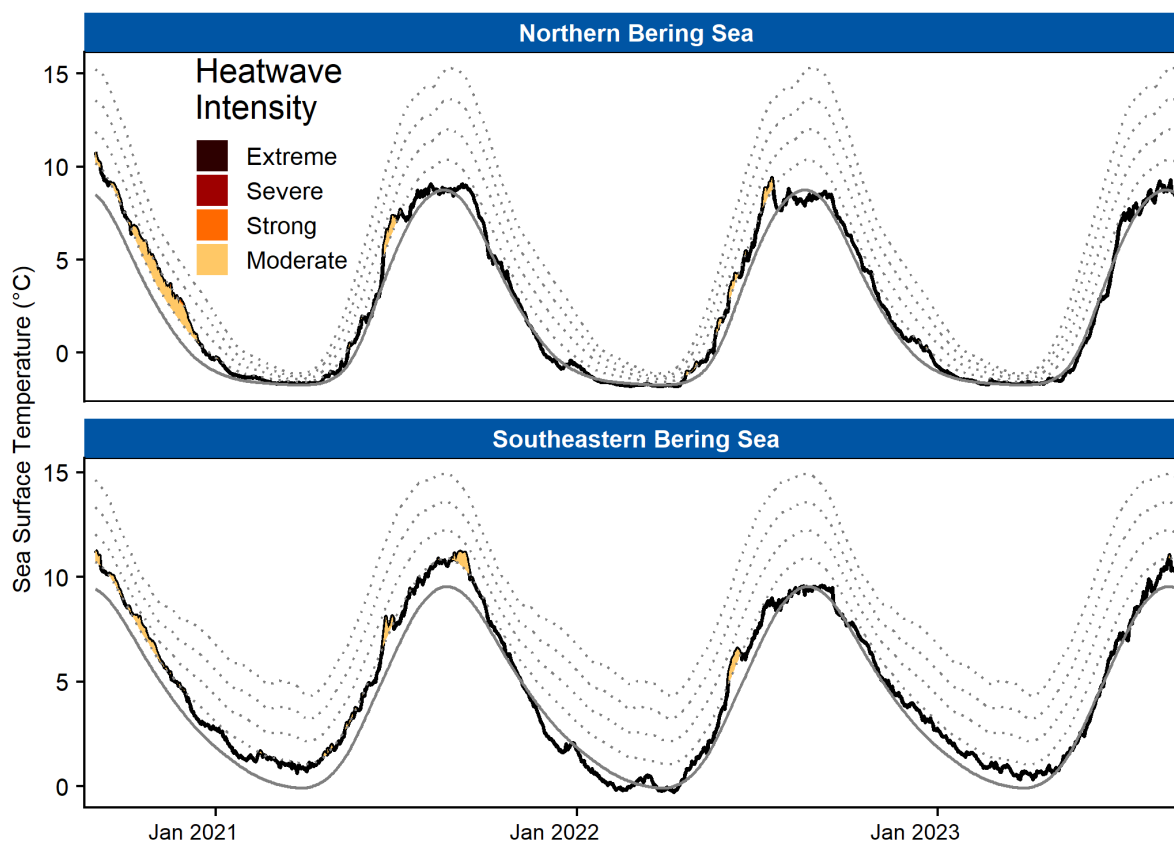 Northern Bering Sea
Heatwave
Intensity
Extreme
Severe
Strong
Moderate
15
10
5
0
Sea Surface Temperature (°C)
Southeastern Bering Sea
15
10
5
0
Jan 2021
Jan 2022
Jan 2023